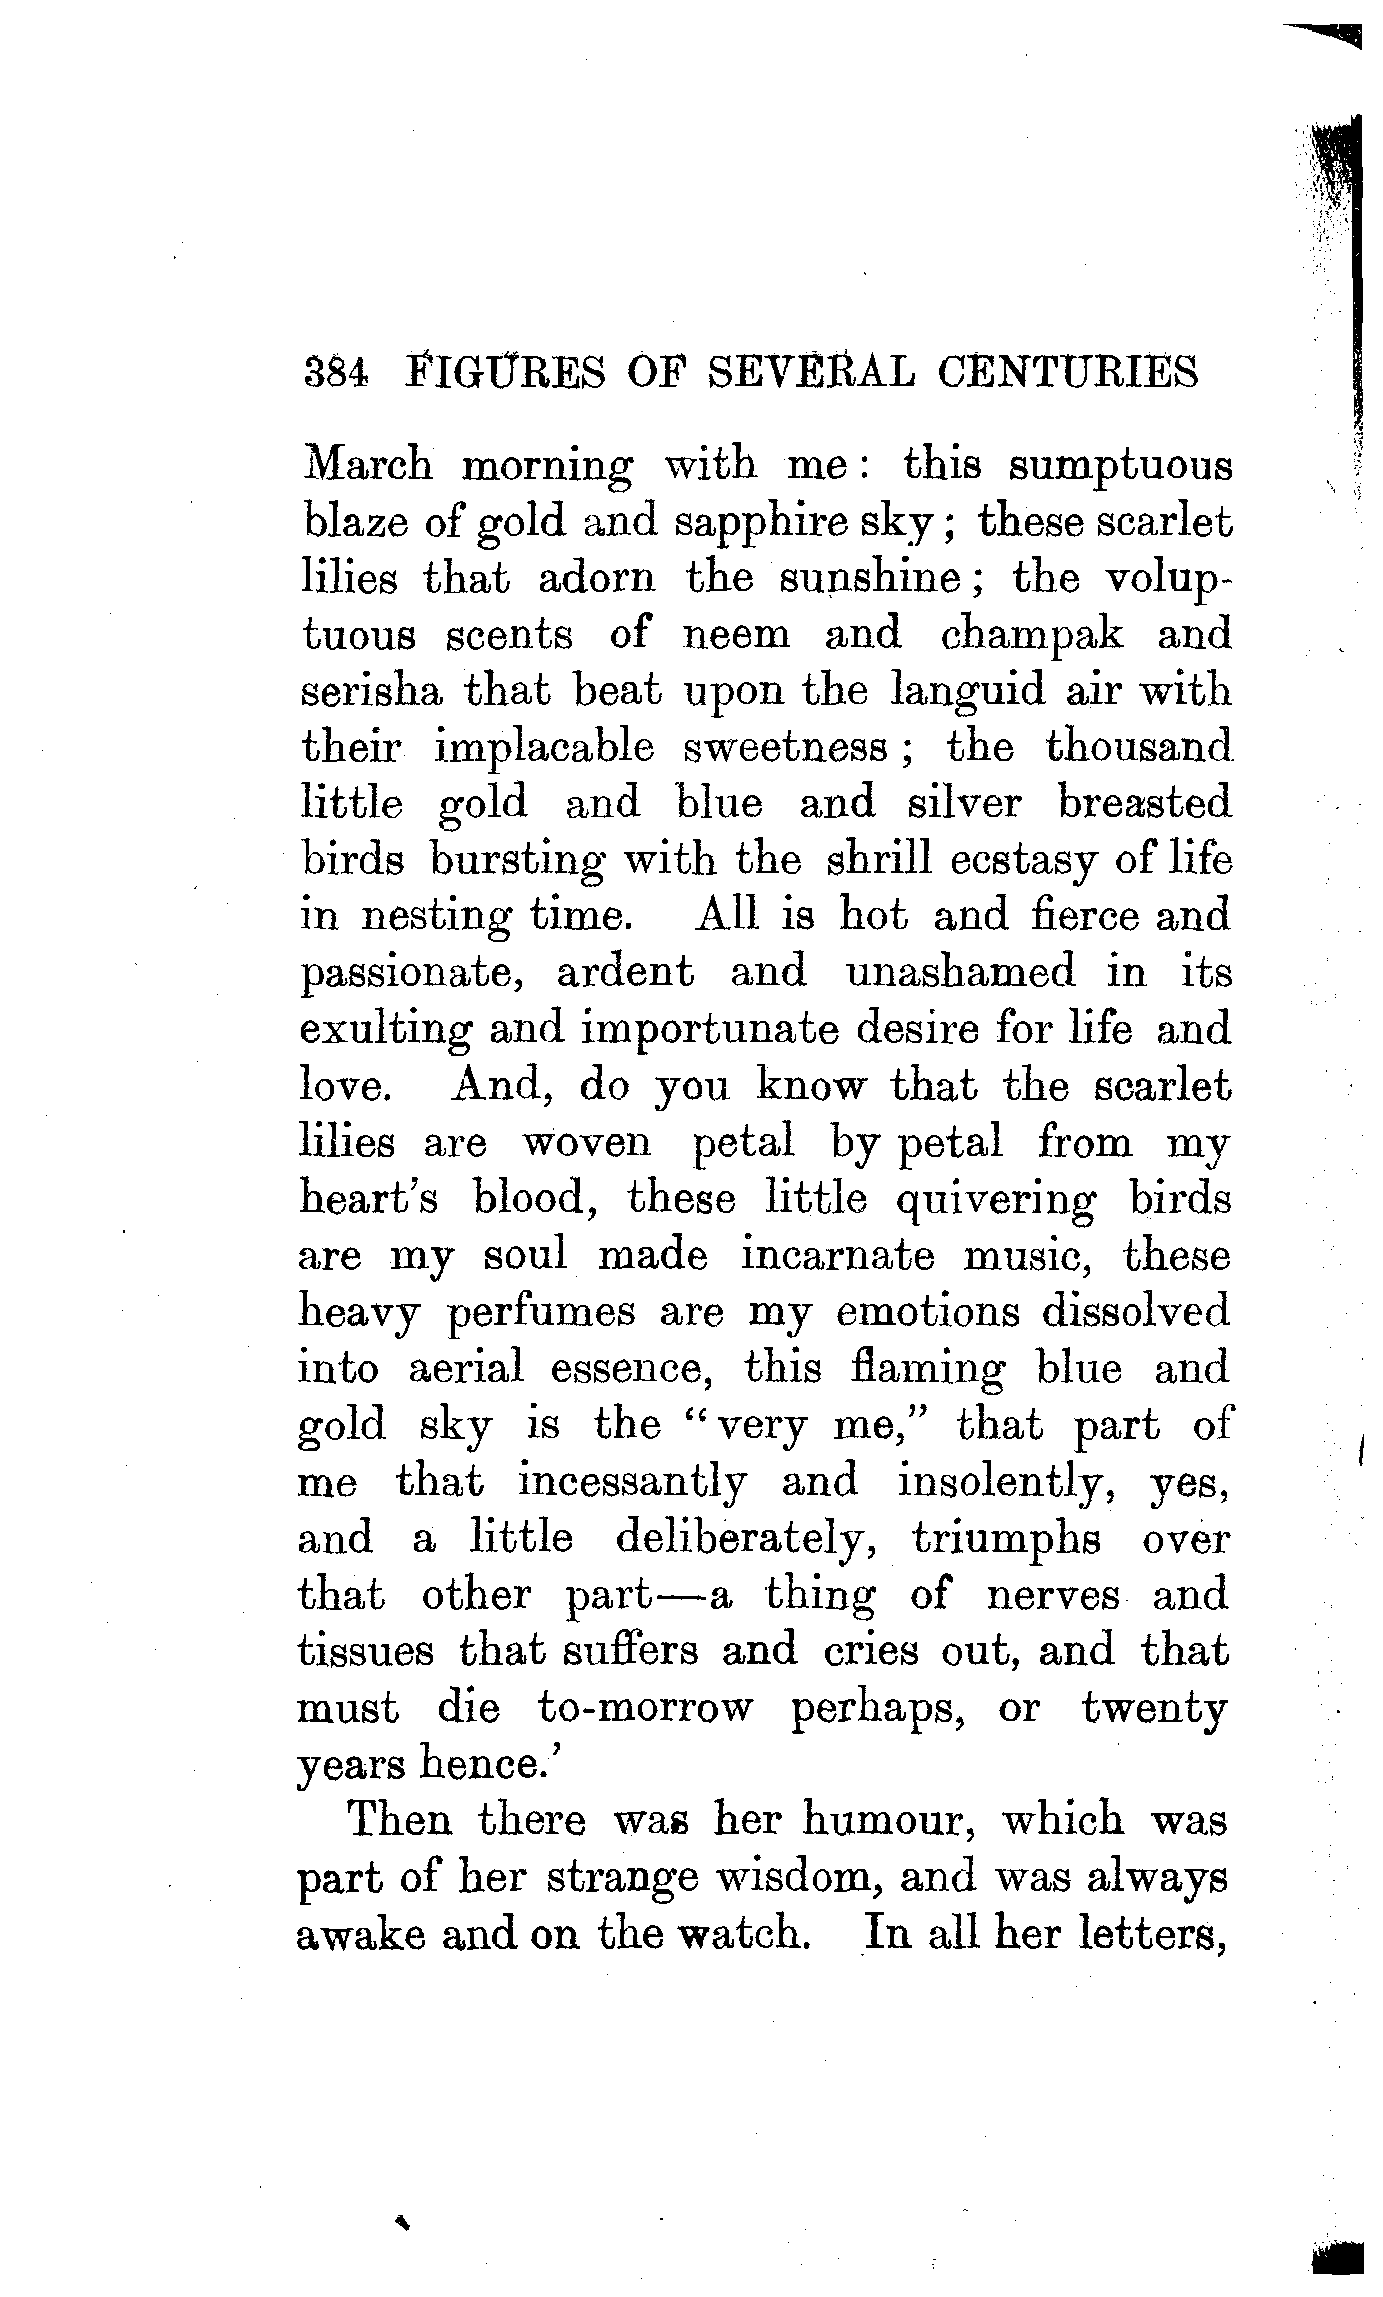 384 FIGURES OF SEVERAL CENTURIES
March morning with me: this sumptuous
blaze of gold and sapphire sky; these scarlet
lilies that adorn the sunshine; the volup-
tuous scents of neem and champak and
serisha that beat upon the languid air with
their implacable sweetness; the thousand
little gold and blue and silver breasted
birds bursting with the shrill ecstasy of life
in nesting time. All is hot and fierce and
passionate, ardent and unashamed in its
exulting and importunate desire for life and
love. And, do you know that the scarlet
lilies are woven petal by petal from my
heart's blood, these little quivering birds
are my soul made incarnate music, these
heavy perfumes are my emotions dissolved
into aerial essence, this flaming blue and
gold sky is the "very me," that part of
me that incessantly and insolently, yes,
and a little deliberately, triumphs over
that other part—a thing of nerves and
tissues that suffers and cries out, and that
must die to-morrow perhaps, or twenty
years hence.'
Then there was her humour, which was
part of her strange wisdom, and was always
awake and on the watch. In all her letters,